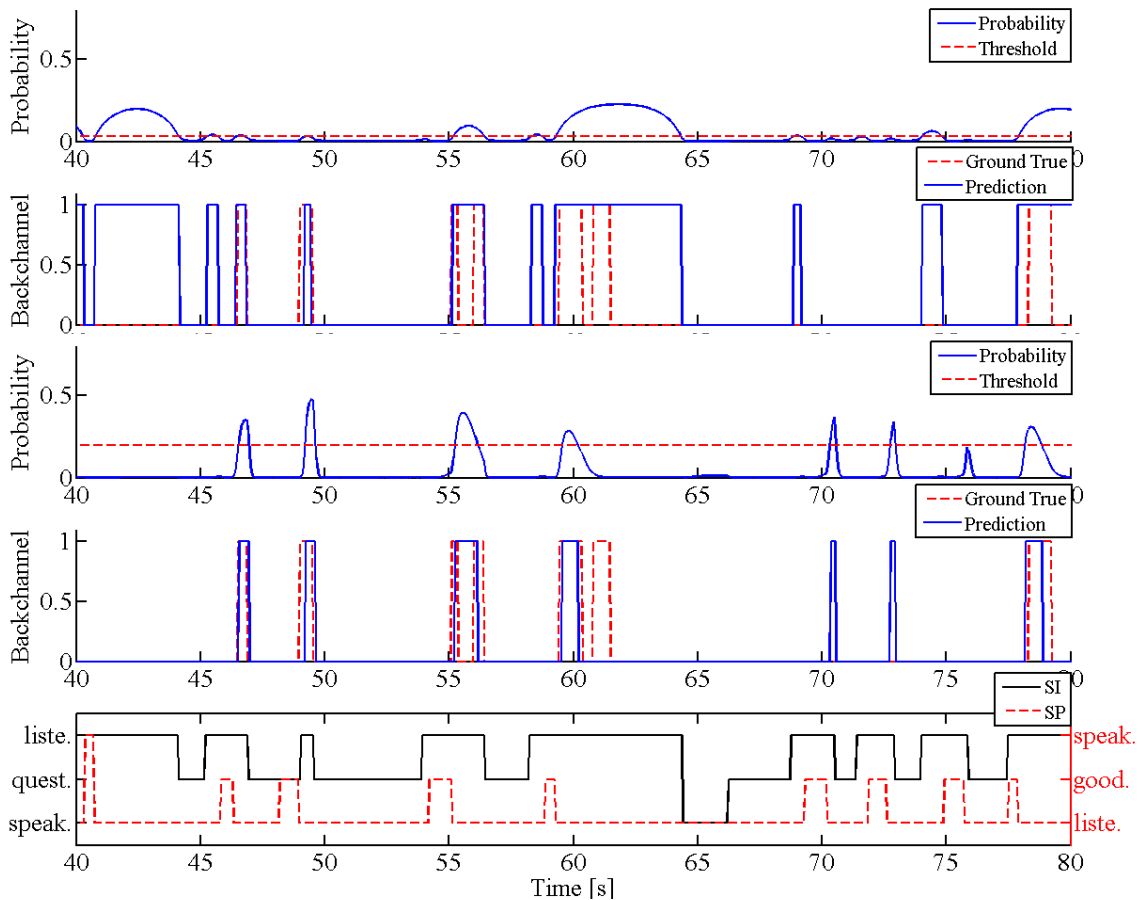 Probability
Threshold
Probability
0.5
0
40 45 50 55 60 65 70 75 80
Ground True
Prediction
Backchannel
1
0.5
0
Probability
Threshold
Probability
0.5
0
40 45 50 55 60 65 70 75 80
Ground True
Prediction
Backchannel
1
0.5
0
40 45 50 55 60 65 70 75 80
SI
SP
liste. speak.
quest. good.
speak. liste.
40 45 50 55 60 65 70 75 80
Time [s]